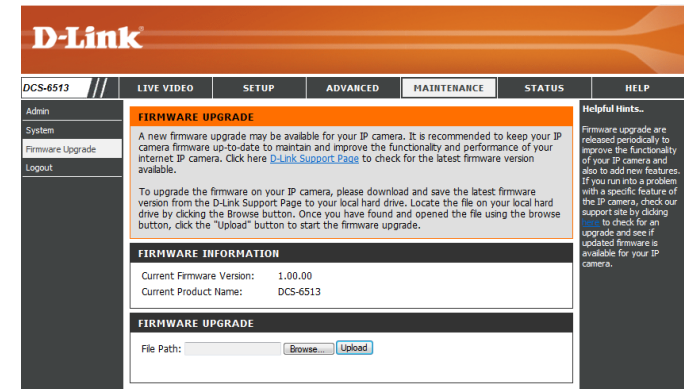 D-Link
DCS-6513
LIVE VIDEO
SETUP
ADVANCED
MAINTENANCE
STATUS
HELP
Admin
System
Firmware Upgrade
Logout
FIRMWARE UPGRADE
A new firmware upgrade may be available for your IP camera. It is recommended to keep your IP
camera firmware up-to-date to maintain and improve the functionality and performance of your
internet IP camera. Click here D-Link Support Page to check for the latest firmware version
available.
To upgrade the firmware on your IP camera, please download and save the latest firmware
version from the D-Link Support Page to your local hard drive. Locate the file on your local hard
drive by clicking the Browse button. Once you have found and opened the file using the browse
button, click the "Upload" button to start the firmware upgrade.
FIRMWARE INFORMATION
Current Firmware Version: 1.00.00
Current Product Name: DCS-6513
FIRMWARE UPGRADE
File Path: Browse... Upload
Helpful Hints..
Firmware upgrade are
released periodically to
improve the functionality
of your IP camera and
also to add new features.
If you run into a problem
with a specific feature of
the IP camera, check our
support site by clicking
here to check for an
upgrade and see if
updated firmware is
available for your IP
camera.